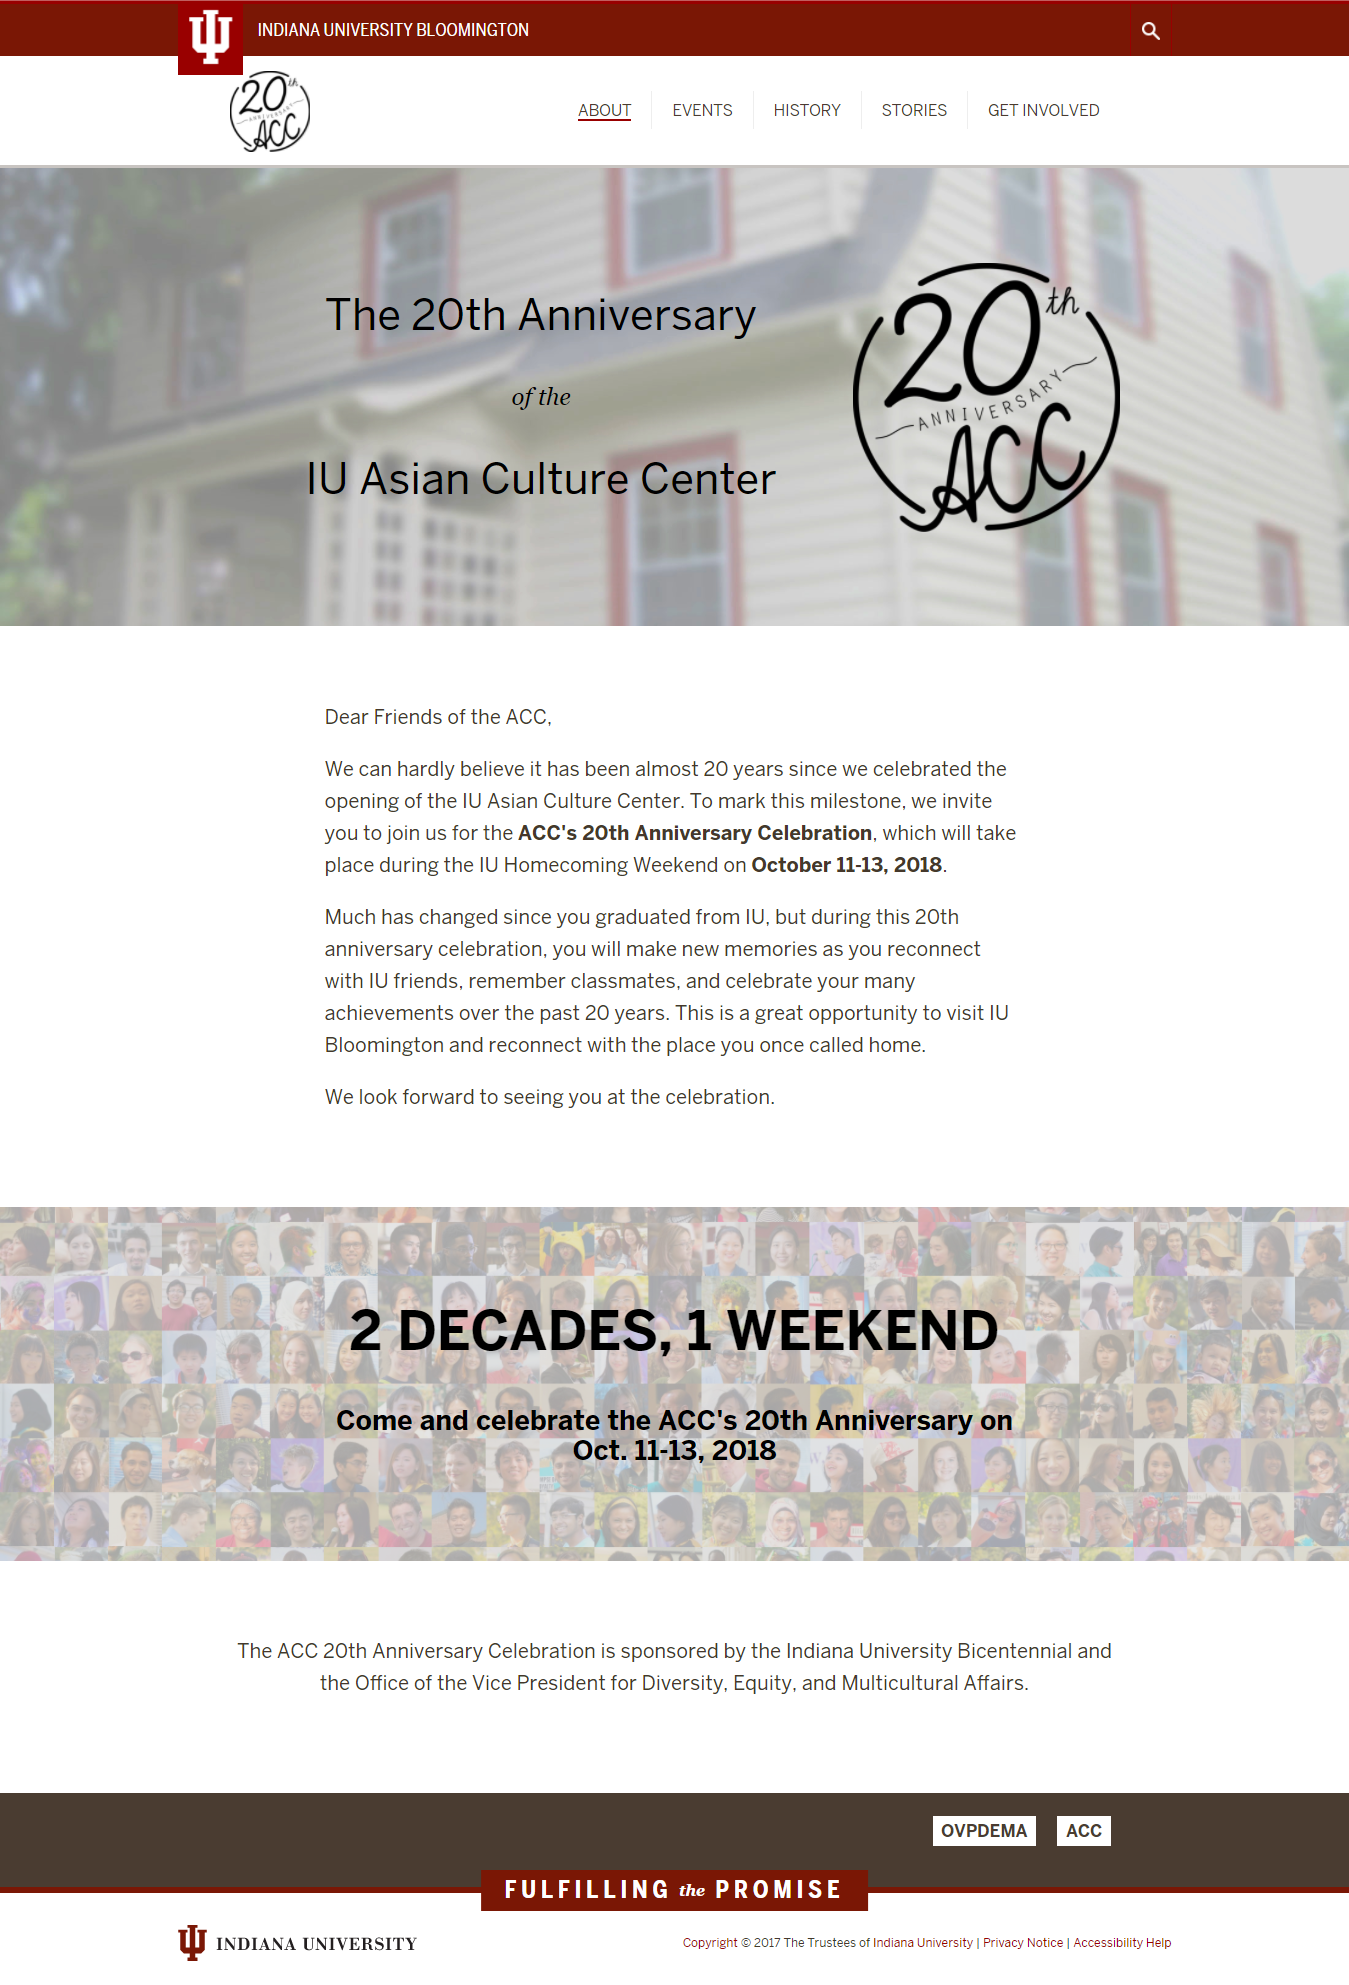 INDIANA UNIVERSITY BLOOMINGTON
20th
ANNIVERSARY
ACC
ABOUT
EVENTS
HISTORY
STORIES
GET INVOLVED
The 20th Anniversary
of the
IU Asian Culture Center
20th
ANNIVERSARY
ACC
Dear Friends of the ACC,
We can hardly believe it has been almost 20 years since we celebrated the
opening of the IU Asian Culture Center. To mark this milestone, we invite
you to join us for the ACC's 20th Anniversary Celebration, which will take
place during the IU Homecoming Weekend on October 11-13, 2018.
Much has changed since you graduated from IU, but during this 20th
anniversary celebration, you will make new memories as you reconnect
with IU friends, remember classmates, and celebrate your many
achievements over the past 20 years. This is a great opportunity to visit IU
Bloomington and reconnect with the place you once called home.
We look forward to seeing you at the celebration.
2 DECADES, 1 WEEKEND
Come and celebrate the ACC's 20th Anniversary on
Oct. 11-13, 2018
The ACC 20th Anniversary Celebration is sponsored by the Indiana University Bicentennial and
the Office of the Vice President for Diversity, Equity, and Multicultural Affairs.
OVPDEMA
ACC
FULFILLING the PROMISE
INDIANA UNIVERSITY
Copyright © 2017 The Trustees of Indiana University | Privacy Notice | Accessibility Help